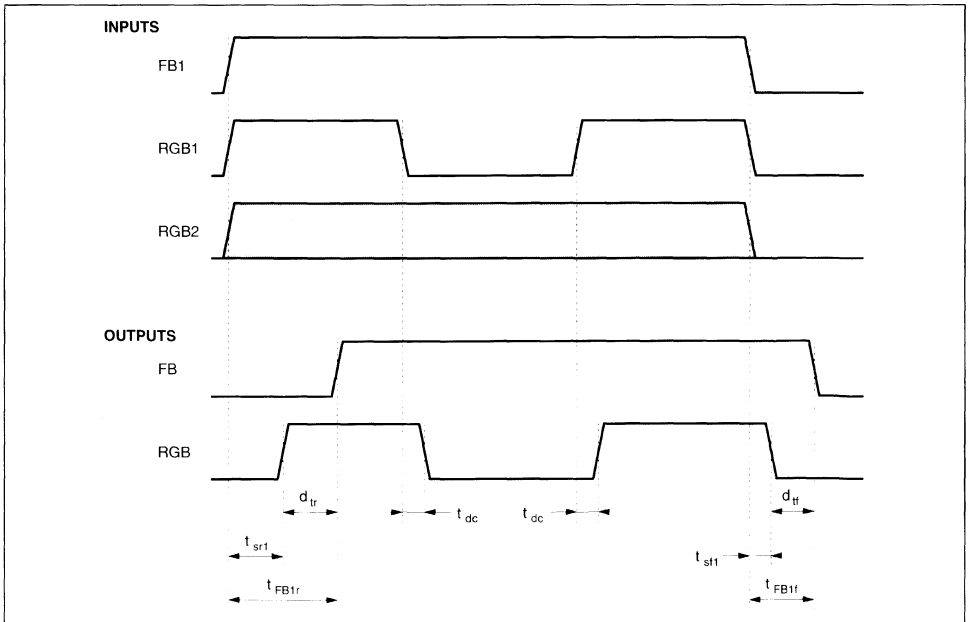 INPUTS
FB1
RGB1
RGB2
OUTPUTS
FB
RGB
d tr
t dc
t dc
d tf
t sr1
t sf1
t FB1r
t FB1f